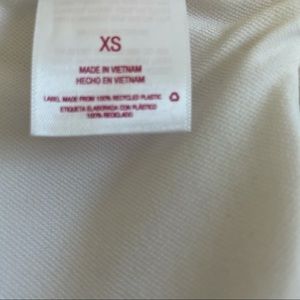 XS
MADE IN VIETNAM
HECHO EN VIETNAM
LABEL MADE FROM 100% RECYCLED PLASTIC
ETIQUETA ELABORADA CON PLÁSTICO
100% RECICLADO